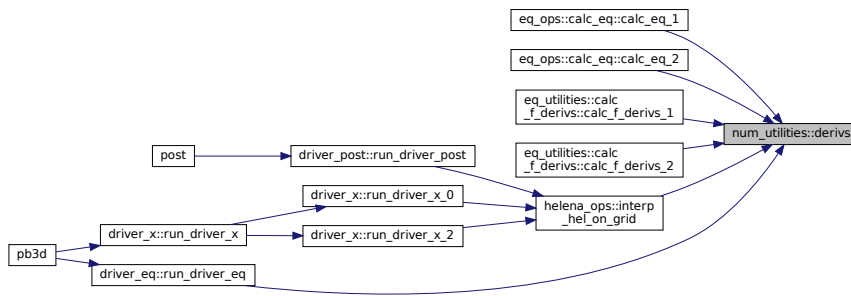 eq_ops::calc_eq::calc_eq_1
eq_ops::calc_eq::calc_eq_2
eq_utilities::calc
_f_derivs::calc_f_derivs_1
num_utilities::derivs
post
driver_post::run_driver_post
eq_utilities::calc
_f_derivs::calc_f_derivs_2
driver_x::run_driver_x_0
helena_ops::interp
_hel_on_grid
driver_x::run_driver_x
driver_x::run_driver_x_2
pb3d
driver_eq::run_driver_eq